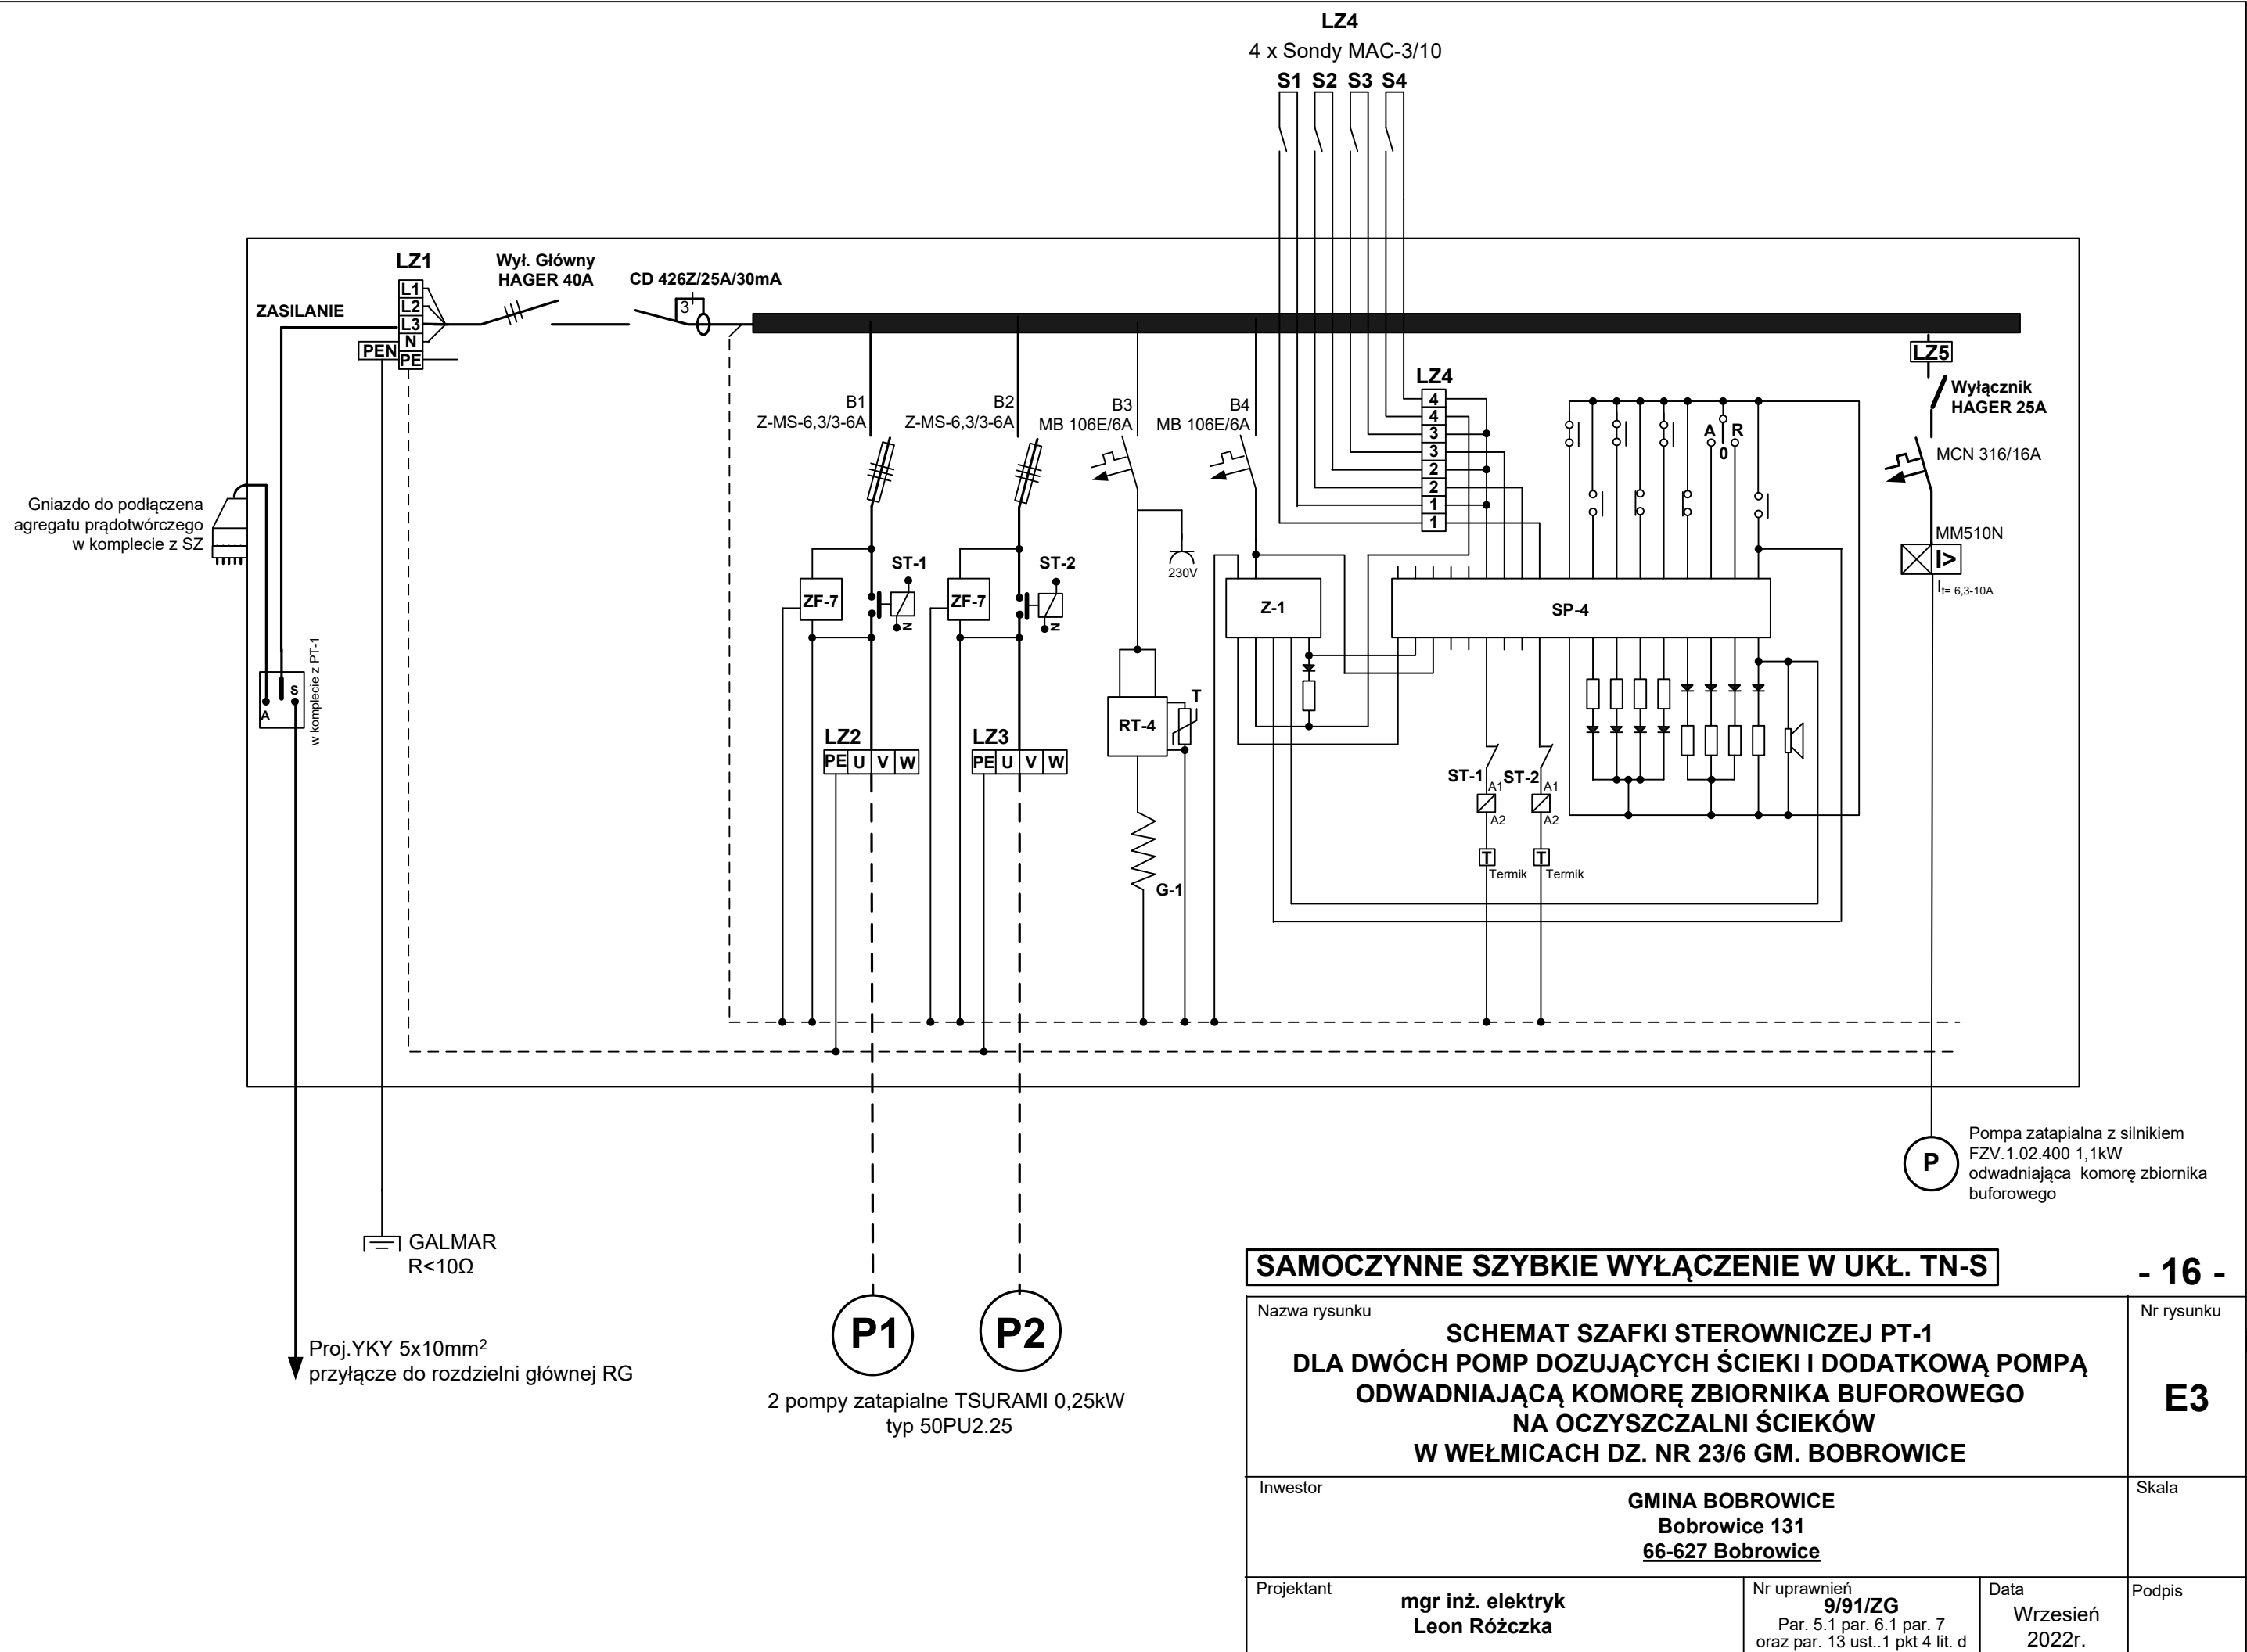 LZ4
4 x Sondy MAC-3/10
S1 S2 S3 S4
LZ1
Wył. Główny
HAGER 40A
CD 426Z/25A/30mA
3
ZASILANIE
L1
L2
L3
N
PE
PEN
LZ5
Wyłącznik
HAGER 25A
MCN 316/16A
MM510N
I>
It= 6,3-10A
B1
Z-MS-6,3/3-6A
B2
Z-MS-6,3/3-6A
B3
MB 106E/6A
B4
MB 106E/6A
LZ4
4
4
3
3
2
2
1
1
A R
0
Gniazdo do podłączena
agregatu prądotwórczego
w komplecie z SZ
230V
ZF-7
ST-1
N
ZF-7
ST-2
N
Z-1
SP-4
A
S
w komplecie z PT-1
RT-4
T
LZ2
PE U V W
LZ3
PE U V W
ST-1
A1
A2
ST-2
A1
A2
T
Termik
T
Termik
G-1
P
Pompa zatapialna z silnikiem
FZV.1.02.400 1,1kW
odwadniająca komorę zbiornika
buforowego
GALMAR
R<10Ω
Proj.YKY 5x10mm2
przyłącze do rozdzielni głównej RG
P1
P2
2 pompy zatapialne TSURAMI 0,25kW
typ 50PU2.25
SAMOCZYNNE SZYBKIE WYŁĄCZENIE W UKŁ. TN-S
- 16 -
Nazwa rysunku
SCHEMAT SZAFKI STEROWNICZEJ PT-1
DLA DWÓCH POMP DOZUJĄCYCH ŚCIEKI I DODATKOWĄ POMPĄ
ODWADNIAJĄCĄ KOMORĘ ZBIORNIKA BUFOROWEGO
NA OCZYSZCZALNI ŚCIEKÓW
W WEŁMICACH DZ. NR 23/6 GM. BOBROWICE
Nr rysunku
E3
Inwestor
GMINA BOBROWICE
Bobrowice 131
66-627 Bobrowice
Skala
Projektant
mgr inż. elektryk
Leon Różczka
Nr uprawnień
9/91/ZG
Par. 5.1 par. 6.1 par. 7
oraz par. 13 ust..1 pkt 4 lit. d
Data
Wrzesień
2022r.
Podpis